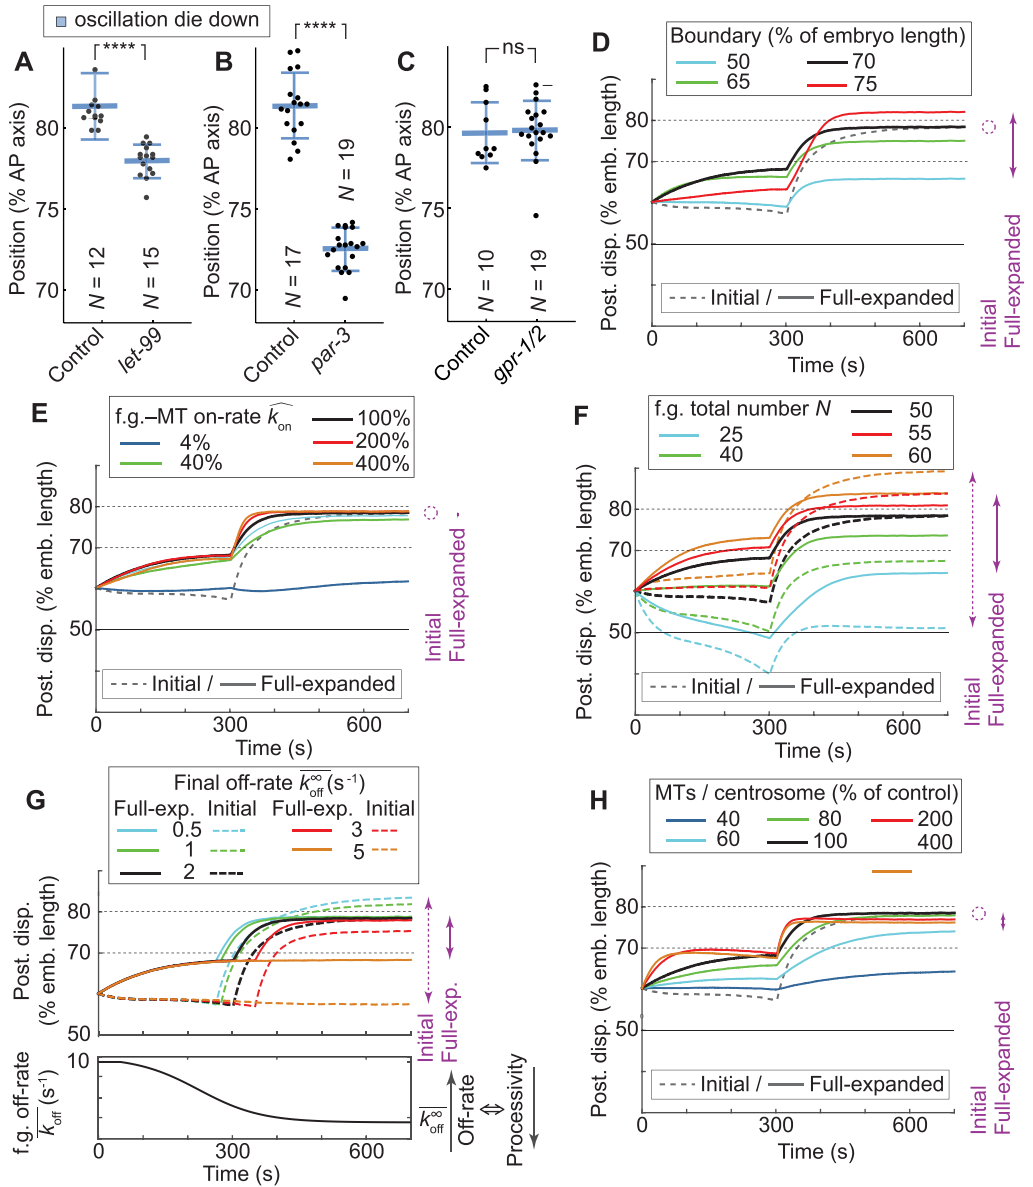 oscillation die down
A
****
Position (% AP axis)
80
75
70
N = 12
N = 15
Control
let-99
B
****
Position (% AP axis)
80
75
70
N = 17
N = 19
Control
par-3
C
ns
Position (% AP axis)
80
75
70
N = 10
N = 19
Control
gpr-1/2
D
Boundary (% of embryo length)
50
70
65
75
Post. disp. (% emb. length)
80
70
50
Initial / Full-expanded
0
300
600
Time (s)
Initial
Full-expanded
E
f.g.–MT on-rate k̂on
100%
4%
200%
40%
400%
Post. disp. (% emb. length)
80
70
50
Initial / Full-expanded
0
300
600
Time (s)
Initial
Full-expanded
F
f.g. total number N
50
25
55
40
60
Post. disp. (% emb. length)
80
70
50
Initial / Full-expanded
0
300
600
Time (s)
Initial
Full-expanded
G
Final off-rate k∞off (s-1)
Full-exp. Initial Full-exp. Initial
0.5
3
1
5
2
Post. disp.
(% emb. length)
80
70
50
Initial
Full-exp.
f.g. off-rate
koff (s-1)
10
0
300
600
Time (s)
k∞off
Off-rate
⇔
Processivity
H
MTs / centrosome (% of control)
40
80
200
60
100
400
Post. disp. (% emb. length)
80
70
50
Initial / Full-expanded
0
300
600
Time (s)
Initial
Full-expanded